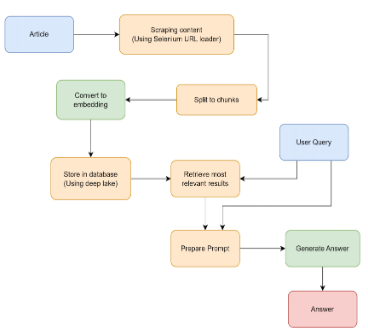 Article
Scraping content
(Using Selenium URL loader)
Convert to
embedding
Split to chunks
User Query
Store in database
(Using deep lake)
Retrieve most
relevant results
Prepare Prompt
Generate Answer
Answer